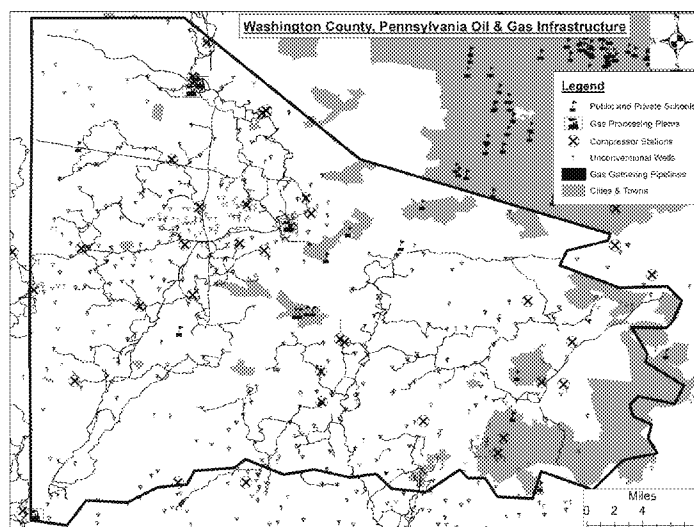 Washington County, Pennsylvania Oil & Gas Infrastructure
Legend
Public and Private Schools
Gas Processing Plants
Compressor Stations
Unconventional Wells
Gas Gathering Pipelines
Cities & Towns
Miles
0 2 4